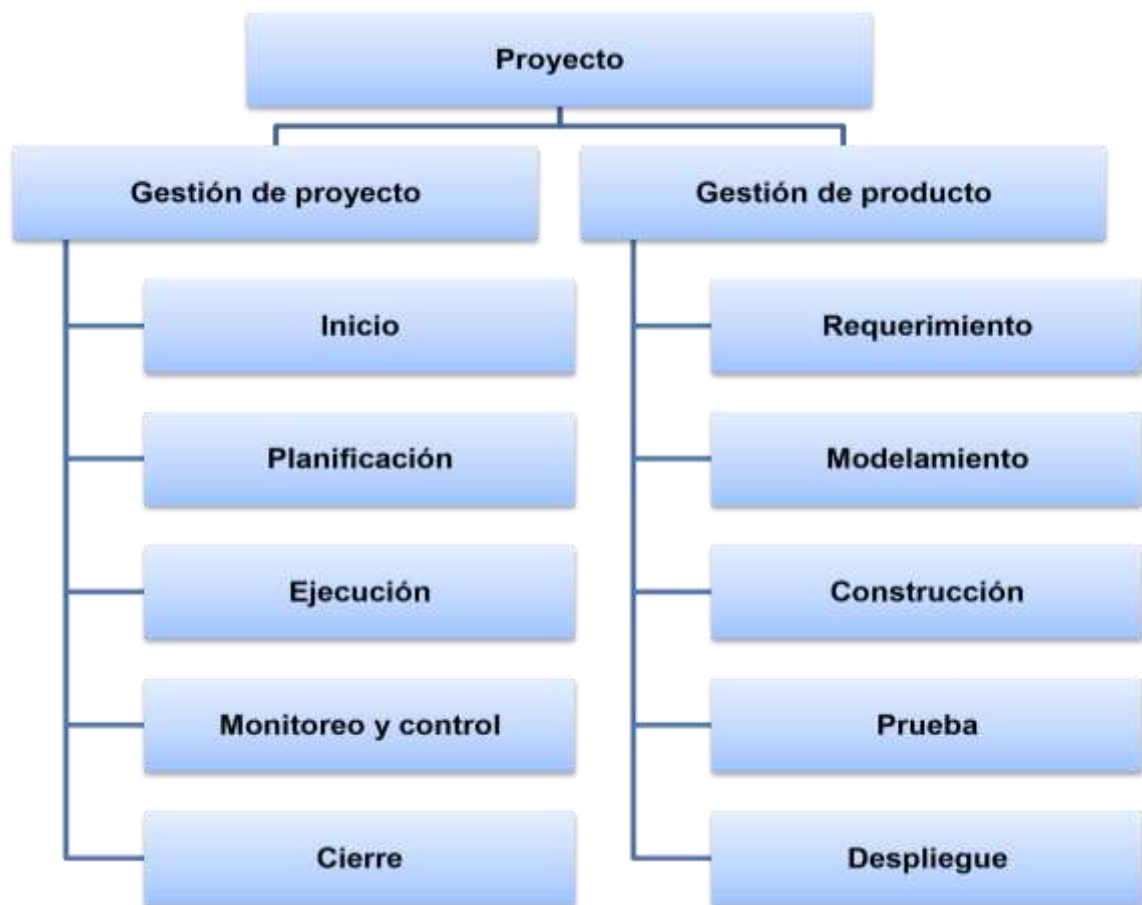 Proyecto
Gestión de proyecto
Inicio
Planificación
Ejecución
Monitoreo y control
Cierre
Gestión de producto
Requerimiento
Modelamiento
Construcción
Prueba
Despliegue